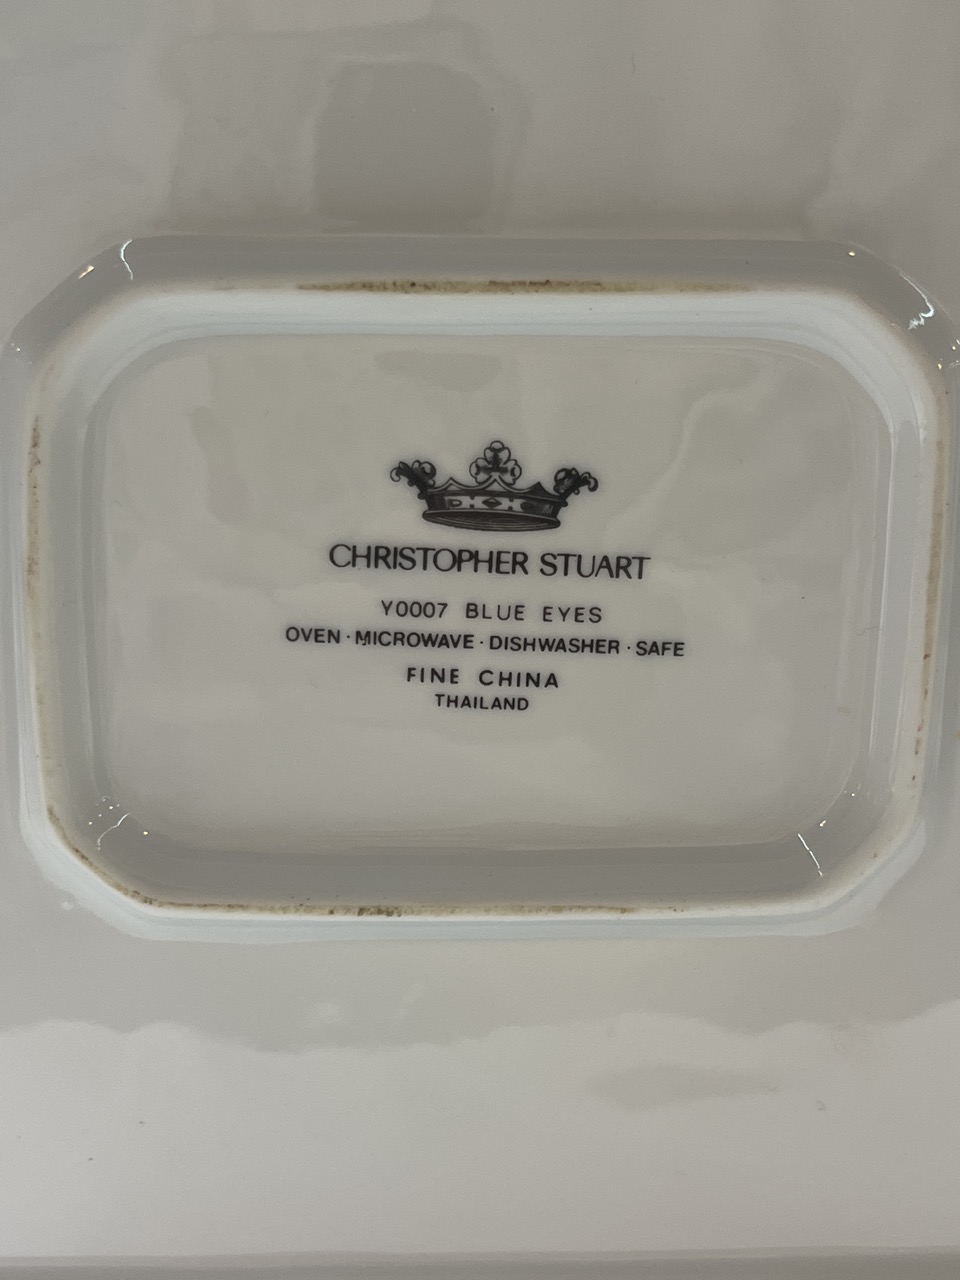 CHRISTOPHER STUART
Y0007 BLUE EYES
OVEN · MICROWAVE · DISHWASHER · SAFE
FINE CHINA
THAILAND